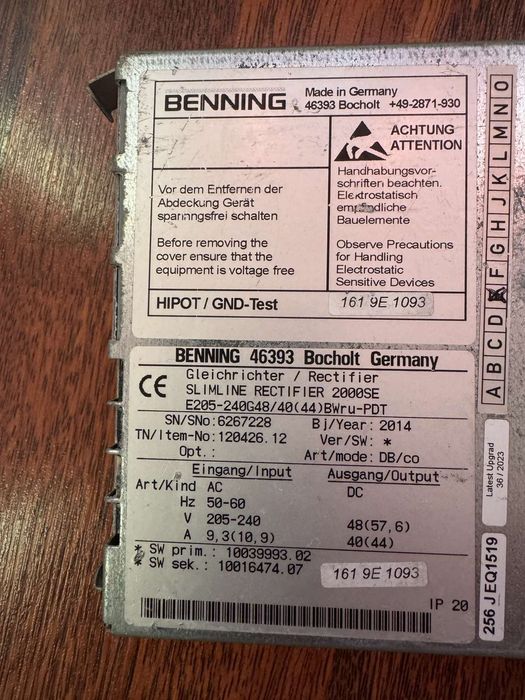 BENNING
Made in Germany
46393 Bocholt +49-2871-930
ACHTUNG
ATTENTION
Vor dem Entfernen der
Abdeckung Gerät
spannngsfrei schalten
Before removing the
cover ensure that the
equipment is voltage free
Handhabungsvor-
schriften beachten.
Elektrostatisch
empfindliche
Bauelemente
Observe Precautions
for Handling
Electrostatic
Sensitive Devices
HIPOT / GND-Test
161 9E 1093
BENNING 46393 Bocholt Germany
CE
Gleichrichter / Rectifier
SLIMLINE RECTIFIER 2000SE
E205-240G48/40(44)BWru-PDT
SN/SNo:6267228 Bj/Year: 2014
TN/Item-No:120426.12 Ver/SW: *
Opt.: Art/mode: DB/co
Eingang/Input Ausgang/Output
Art/Kind AC DC
Hz 50-60
V 205-240 48(57,6)
A 9,3(10,9) 40(44)
* SW prim.: 10039993.02
* SW sek.: 10016474.07
161 9E 1093
IP 20
A B C D F G H J K L M N O
Latest Upgrad
36 / 2023
256 JEQ1519